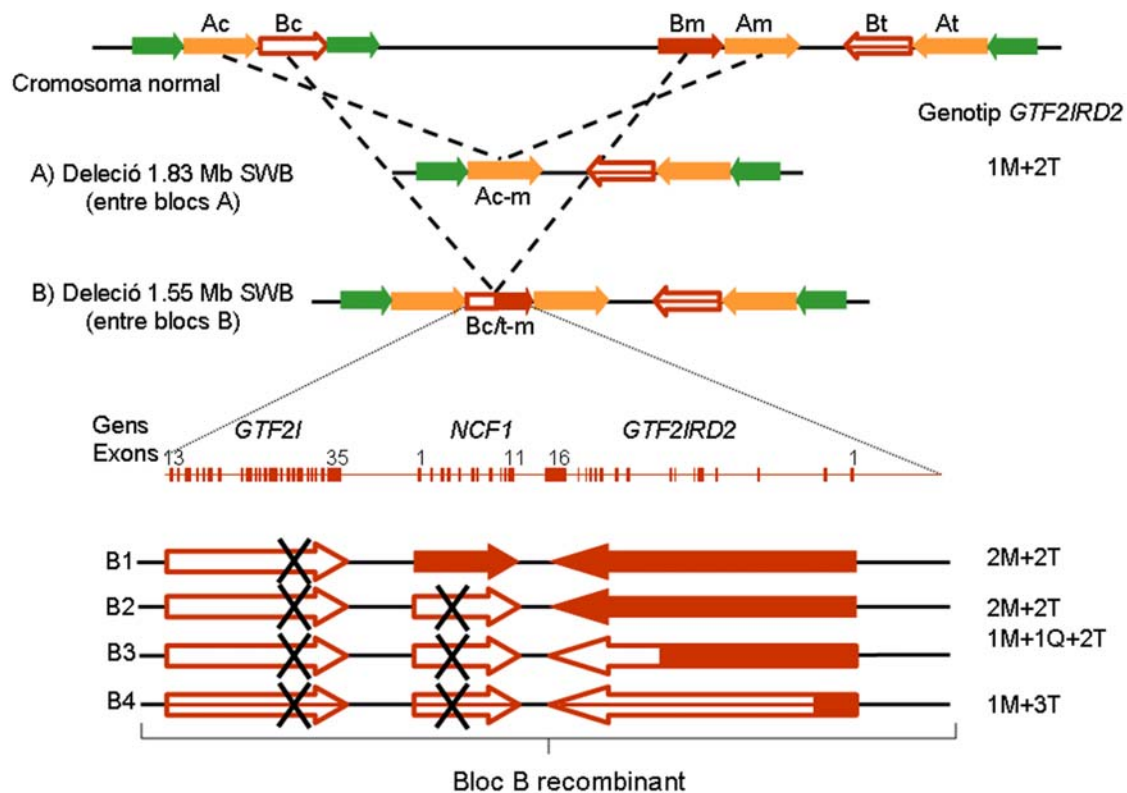 Ac Bc Bm Am Bt At
Cromosoma normal
Genotip GTF2IRD2
A) Deleció 1.83 Mb SWB
(entre blocs A)
Ac-m
1M+2T
B) Deleció 1.55 Mb SWB
(entre blocs B)
Bc/t-m
Gens GTF2I NCF1 GTF2IRD2
Exons 13 35 1 11 16 1
B1 2M+2T
B2 2M+2T
B3 1M+1Q+2T
B4 1M+3T
Bloc B recombinant